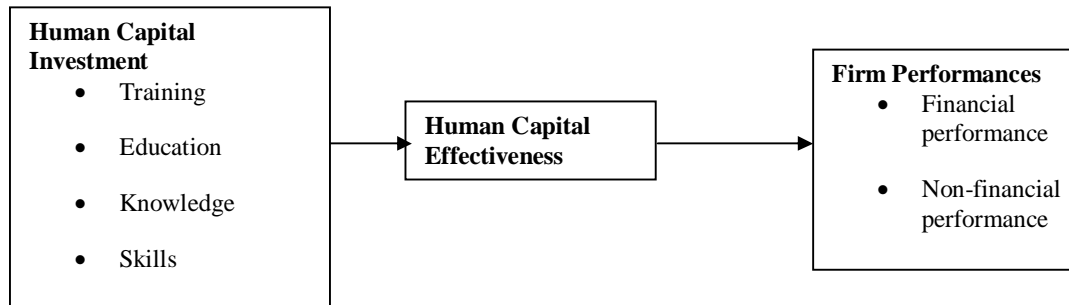 Human Capital
Investment
• Training
• Education
• Knowledge
• Skills
Human Capital
Effectiveness
Firm Performances
• Financial
performance
• Non-financial
performance